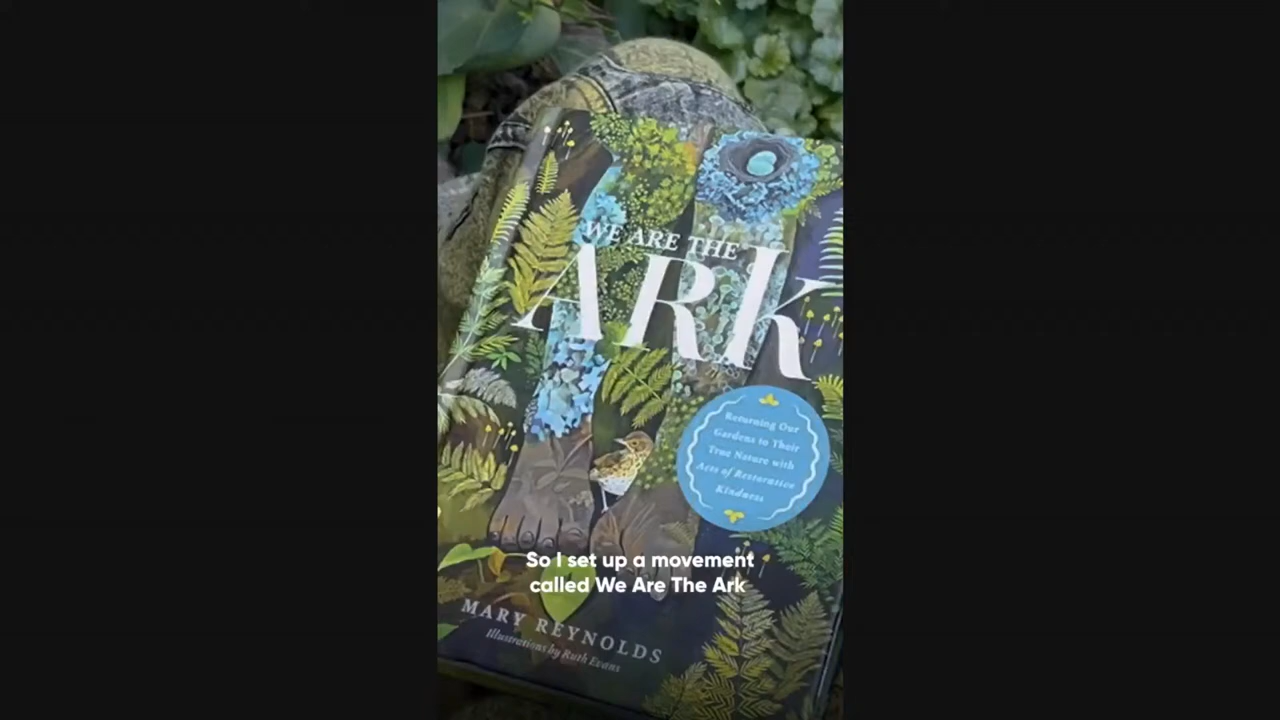 WE ARE THE
ARK
Returning Our
Gardens to Their
True Nature with
Acts of Restorative
Kindness
So I set up a movement
called We Are The Ark
MARY REYNOLDS
Illustrations by Ruth Evans